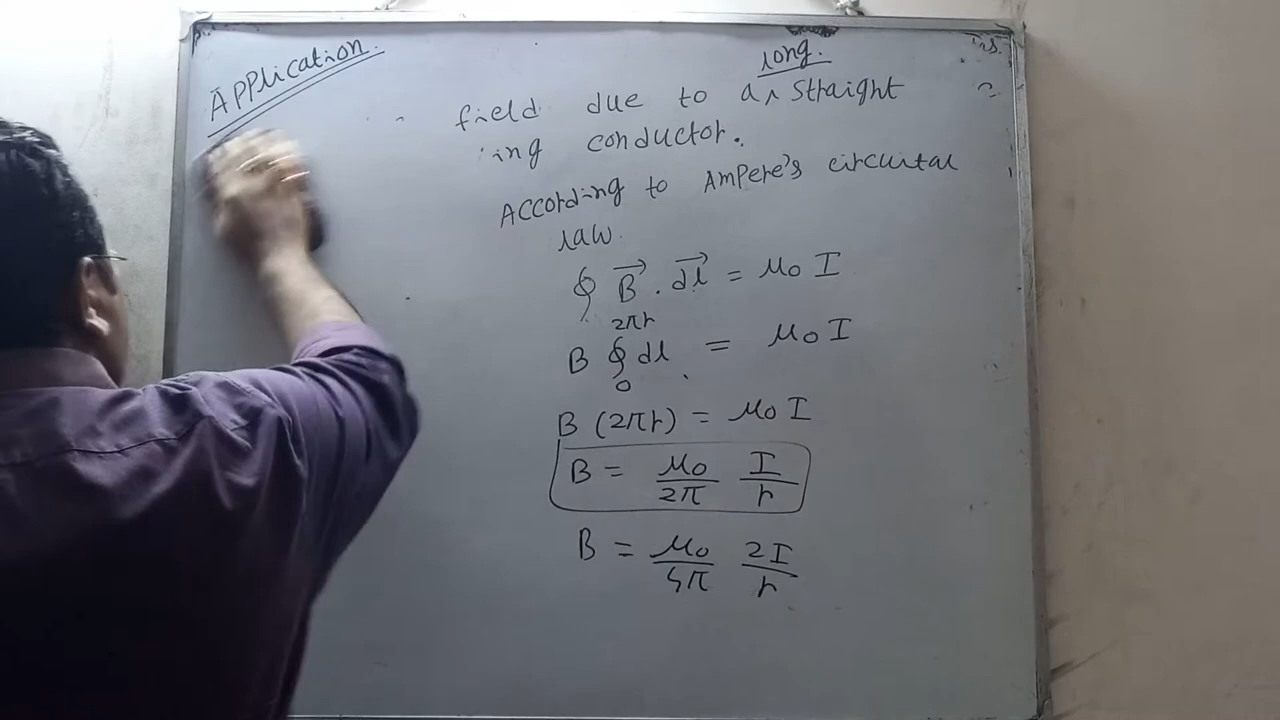 Application.
long.
field due to a ^ straight
ing conductor.
According to Ampere's circuital
law.
∮ B⃗ . dl⃗ = μ₀ I
B ∮₀^{2πr} dl = μ₀ I
B (2πr) = μ₀ I
B = μ₀/2π I/r
B = μ₀/4π 2I/r